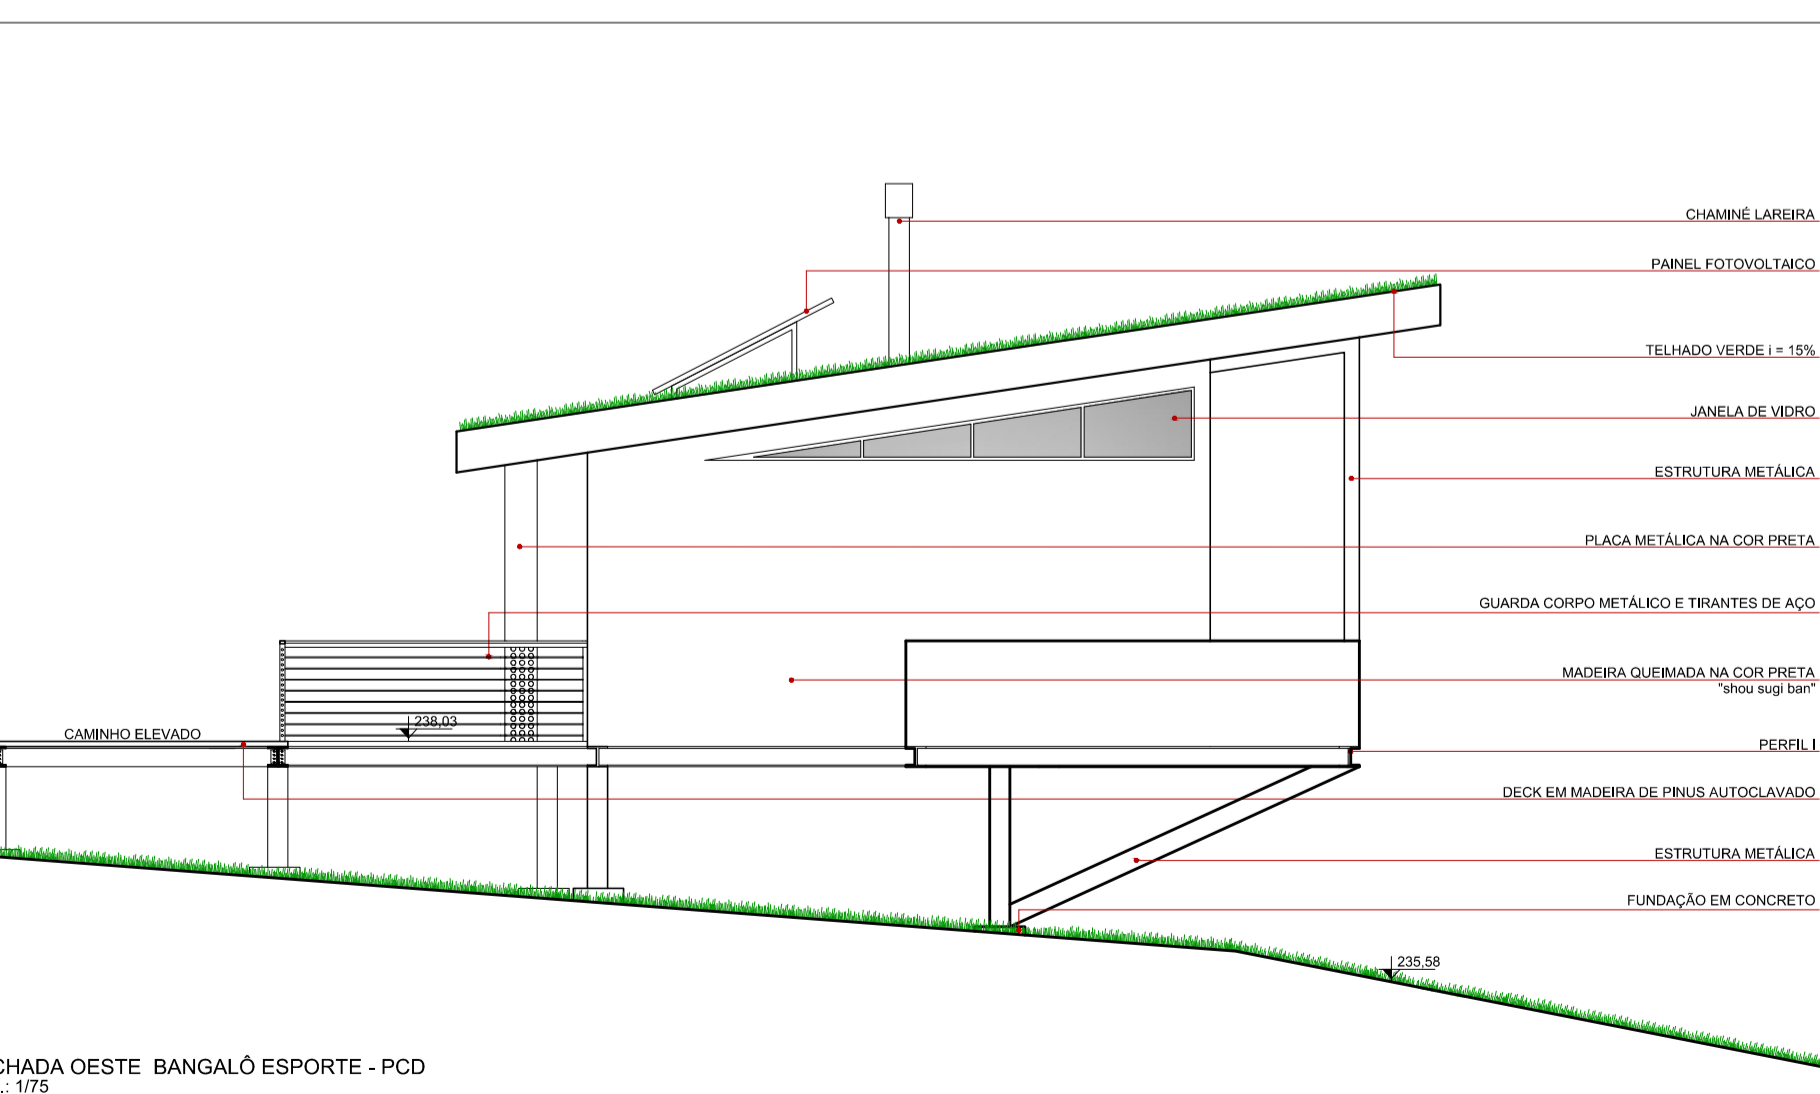 CHAMINÉ LAREIRA
PAINEL FOTOVOLTAICO
TELHADO VERDE i = 15%
JANELA DE VIDRO
ESTRUTURA METÁLICA
PLACA METÁLICA NA COR PRETA
GUARDA CORPO METÁLICO E TIRANTES DE AÇO
MADEIRA QUEIMADA NA COR PRETA
"shou sugi ban"
238,03
CAMINHO ELEVADO
PERFIL I
DECK EM MADEIRA DE PINUS AUTOCLAVADO
ESTRUTURA METÁLICA
FUNDAÇÃO EM CONCRETO
235,58
CHADA OESTE BANGALÔ ESPORTE - PCD
.: 1/75